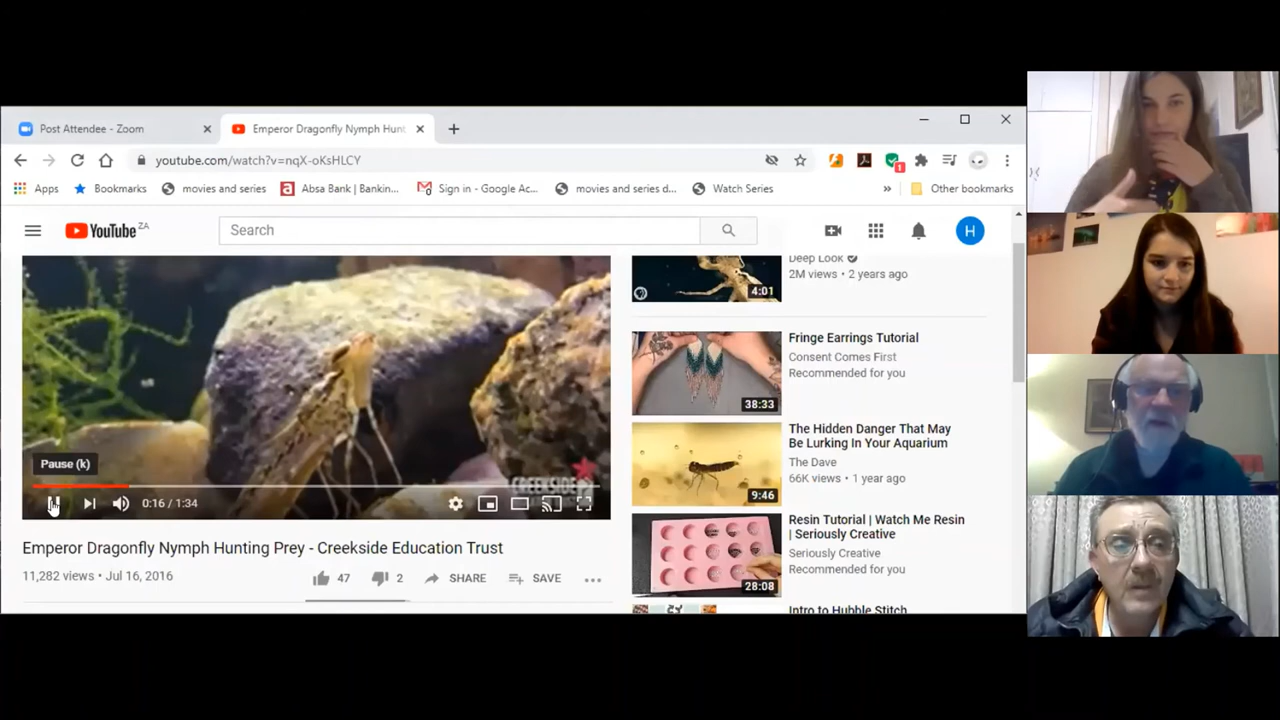 Post Attendee - Zoom
Emperor Dragonfly Nymph Hunt
youtube.com/watch?v=nqX-oKsHLCY
1
Apps
Bookmarks
movies and series
Absa Bank | Bankin...
Sign in - Google Ac...
movies and series d...
Watch Series
»
Other bookmarks
YouTube ZA
Search
H
Deep Look
2M views • 2 years ago
4:01
Fringe Earrings Tutorial
Consent Comes First
Recommended for you
38:33
The Hidden Danger That May
Be Lurking In Your Aquarium
The Dave
66K views • 1 year ago
9:46
Resin Tutorial | Watch Me Resin
| Seriously Creative
Seriously Creative
Recommended for you
28:08
Intro to Hubble Stitch
Pause (k)
CREEKSIDE
0:16 / 1:34
Emperor Dragonfly Nymph Hunting Prey - Creekside Education Trust
11,282 views • Jul 16, 2016
47
2
SHARE
SAVE